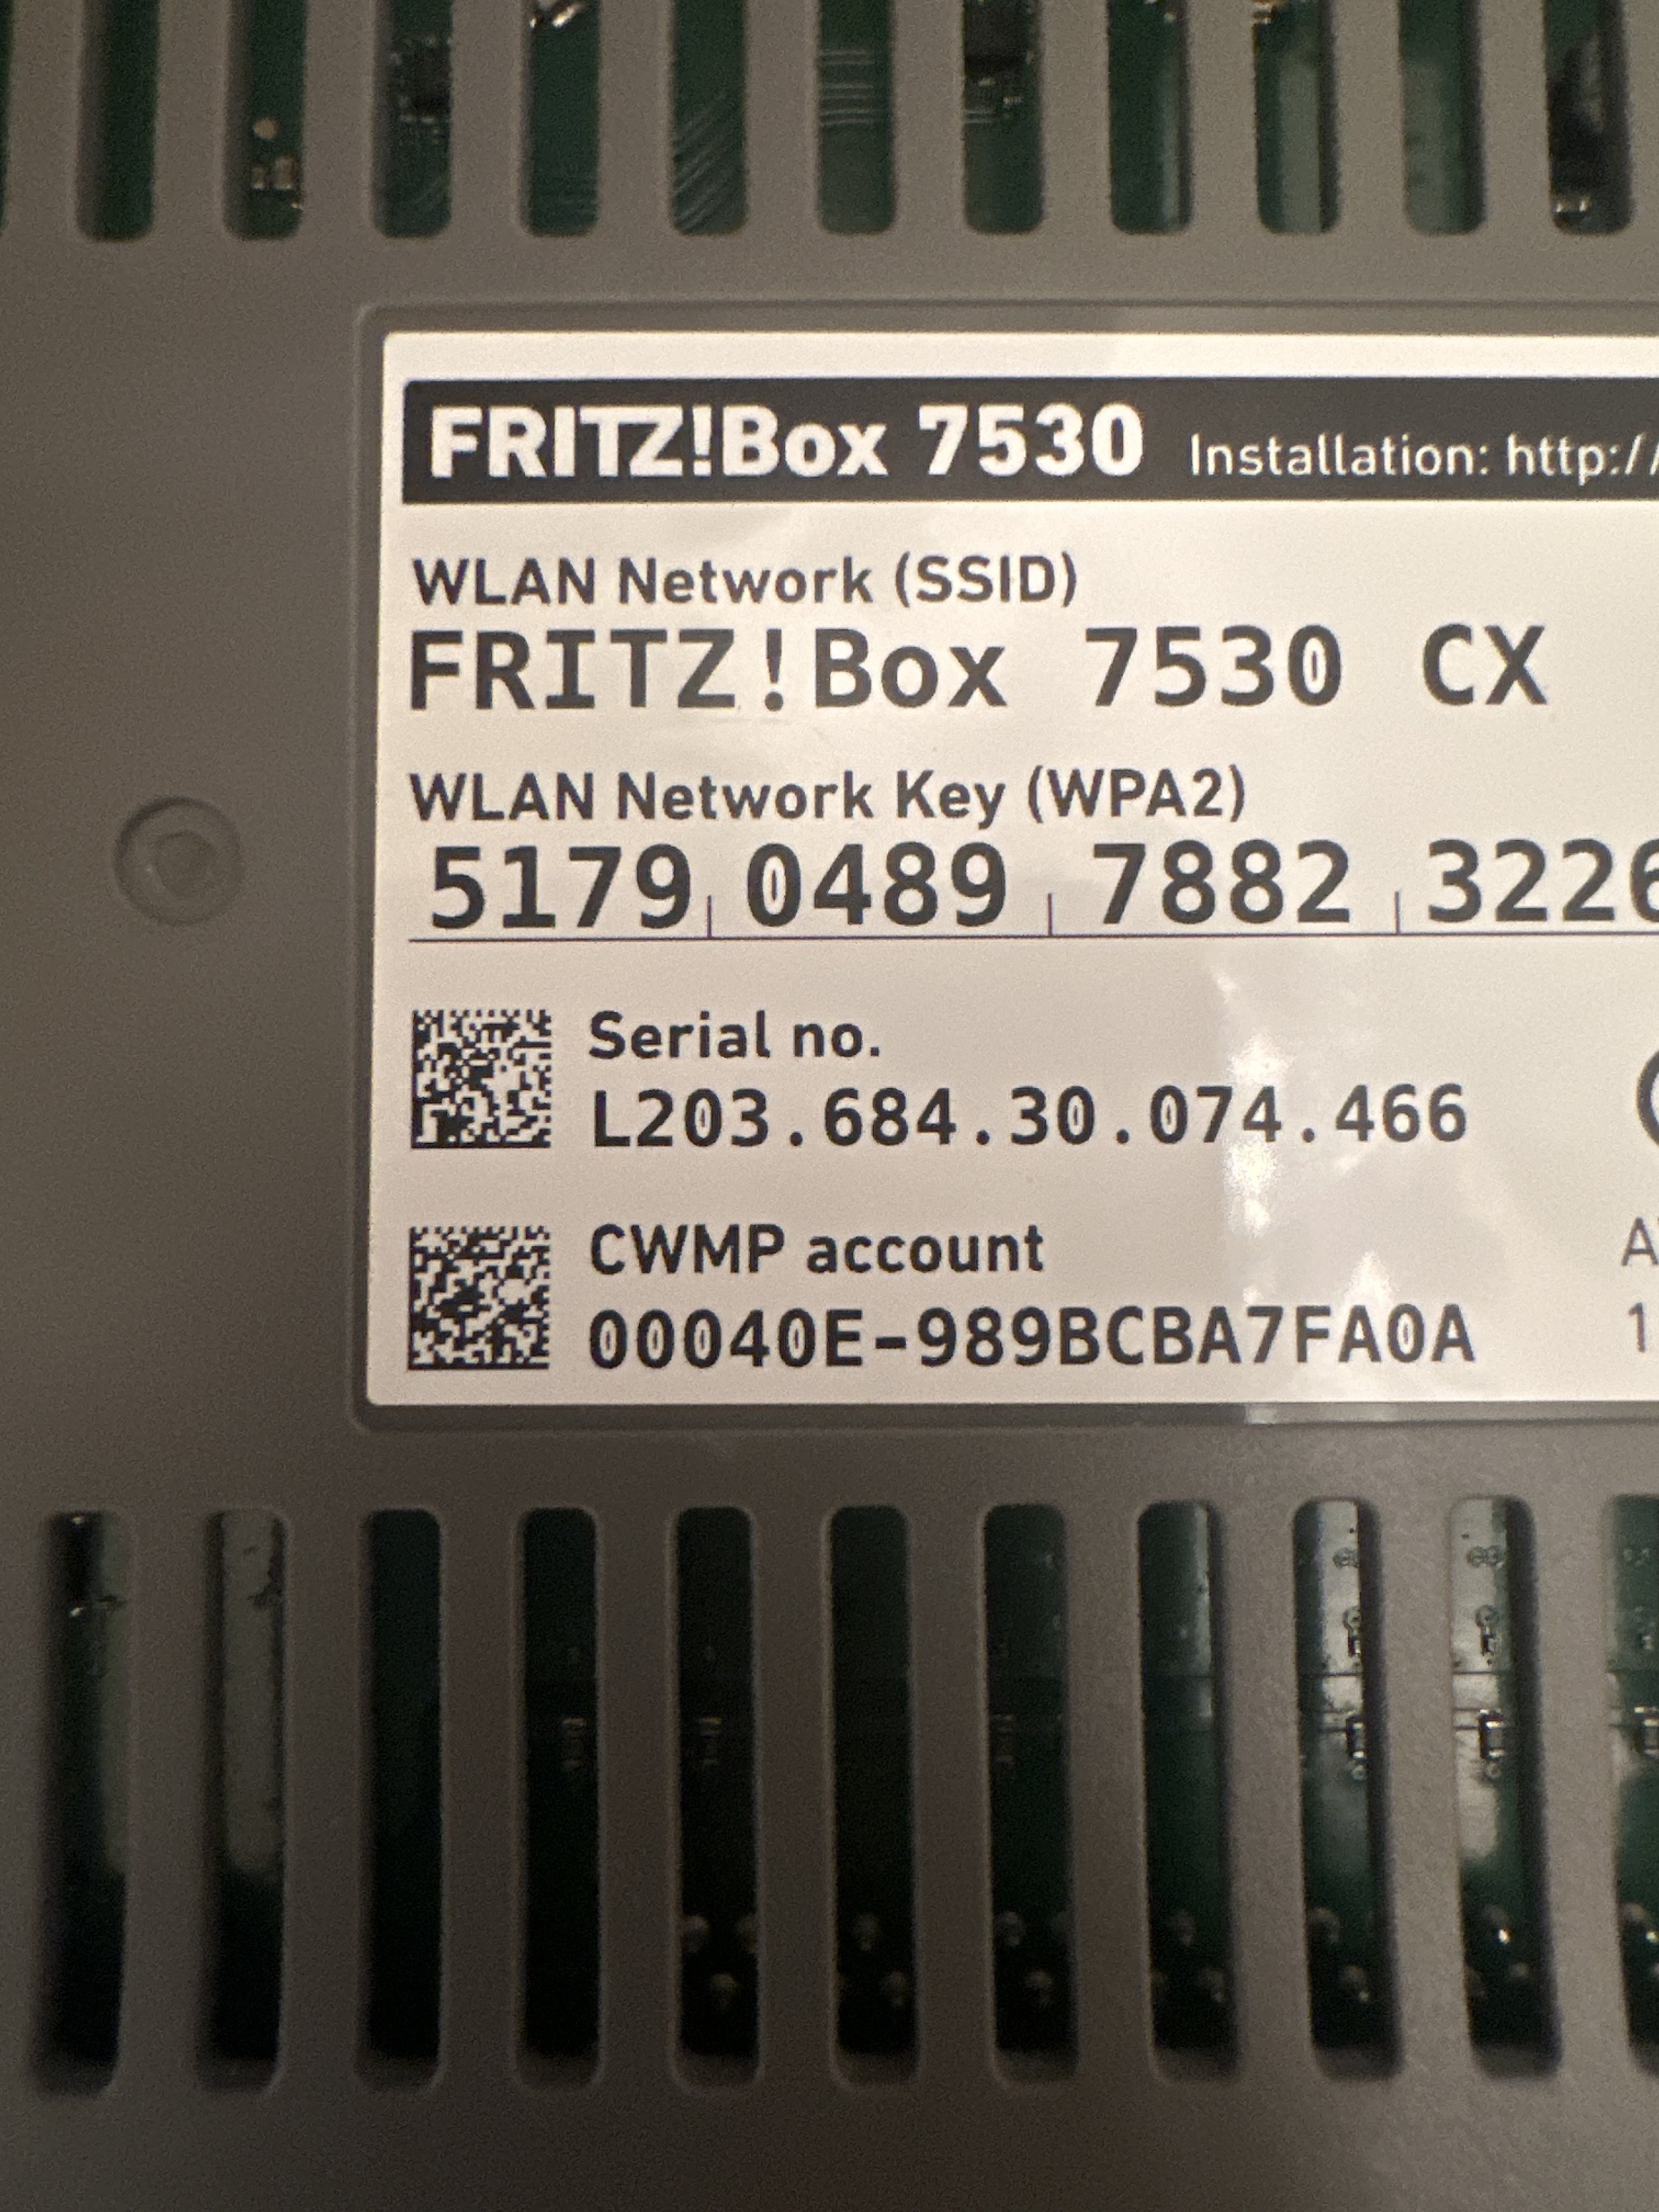 FRITZ!Box 7530 Installation: http://
WLAN Network (SSID)
FRITZ!Box 7530 CX
WLAN Network Key (WPA2)
5179 0489 7882 3226
Serial no.
L203.684.30.074.466
CWMP account
00040E-989BCBA7FA0A